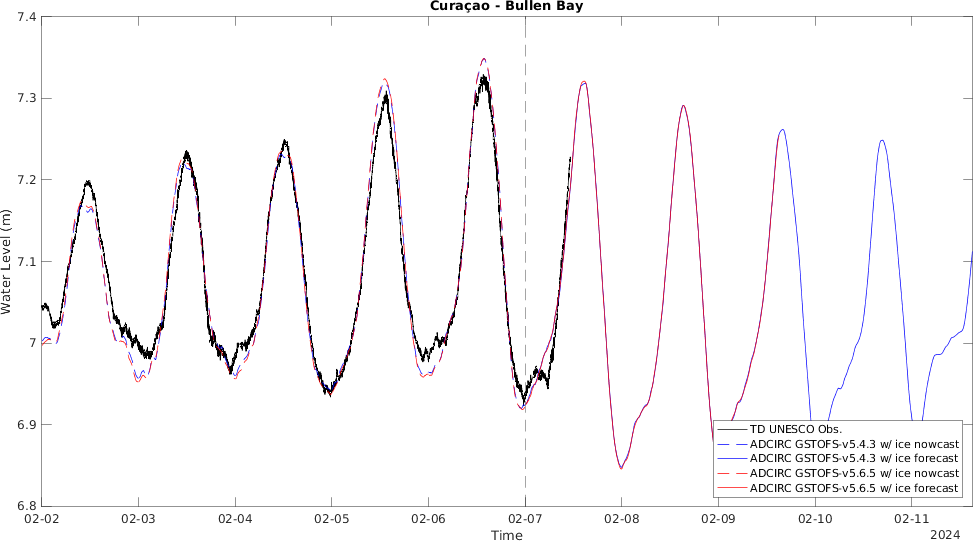 Curaçao - Bullen Bay
7.4
7.3
7.2
7.1
7
6.9
6.8
Water Level (m)
TD UNESCO Obs.
ADCIRC GSTOFS-v5.4.3 w/ ice nowcast
ADCIRC GSTOFS-v5.4.3 w/ ice forecast
ADCIRC GSTOFS-v5.6.5 w/ ice nowcast
ADCIRC GSTOFS-v5.6.5 w/ ice forecast
02-02 02-03 02-04 02-05 02-06 02-07 02-08 02-09 02-10 02-11
Time
2024